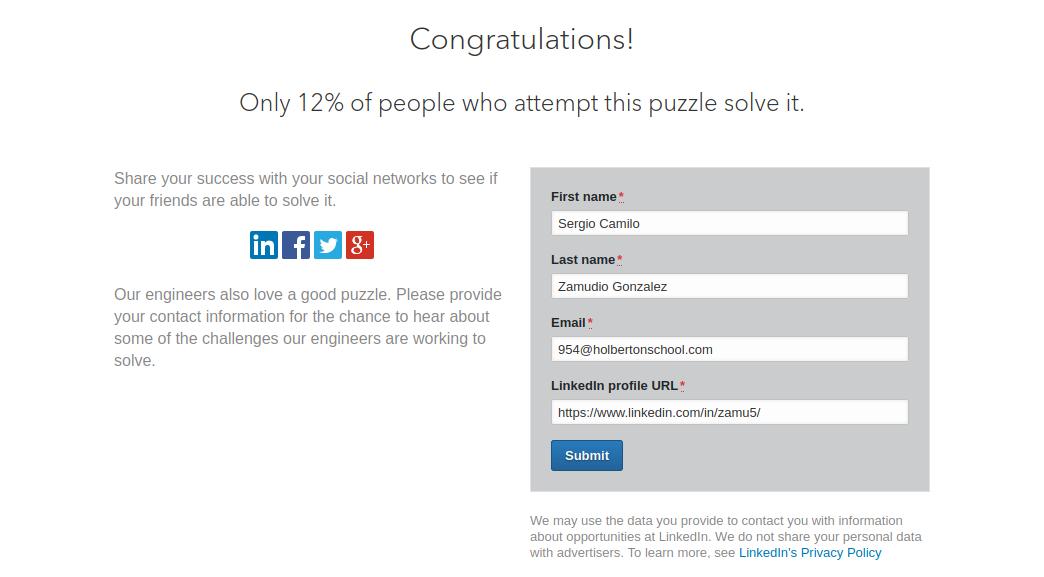 Congratulations!
Only 12% of people who attempt this puzzle solve it.
Share your success with your social networks to see if
your friends are able to solve it.
in f g+
Our engineers also love a good puzzle. Please provide
your contact information for the chance to hear about
some of the challenges our engineers are working to
solve.
First name*
Sergio Camilo
Last name*
Zamudio Gonzalez
Email*
954@holbertonschool.com
LinkedIn profile URL*
https://www.linkedin.com/in/zamu5/
Submit
We may use the data you provide to contact you with information
about opportunities at LinkedIn. We do not share your personal data
with advertisers. To learn more, see LinkedIn's Privacy Policy